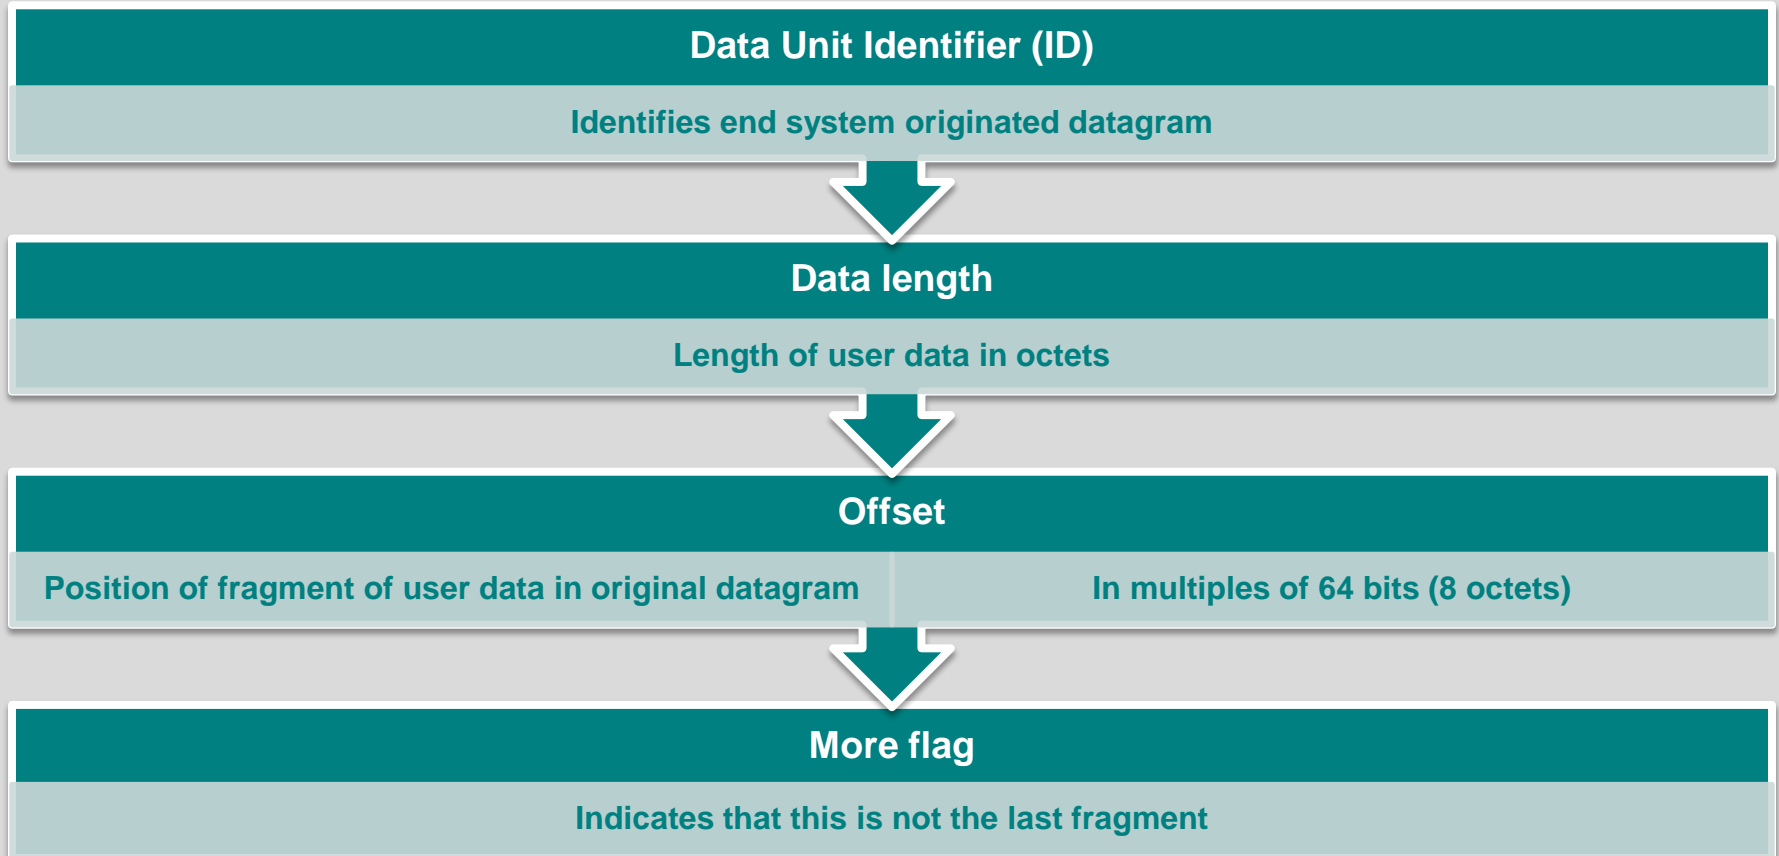 Data Unit Identifier (ID)
Identifies end system originated datagram
Data length
Length of user data in octets
Offset
Position of fragment of user data in original datagram
In multiples of 64 bits (8 octets)
More flag
Indicates that this is not the last fragment